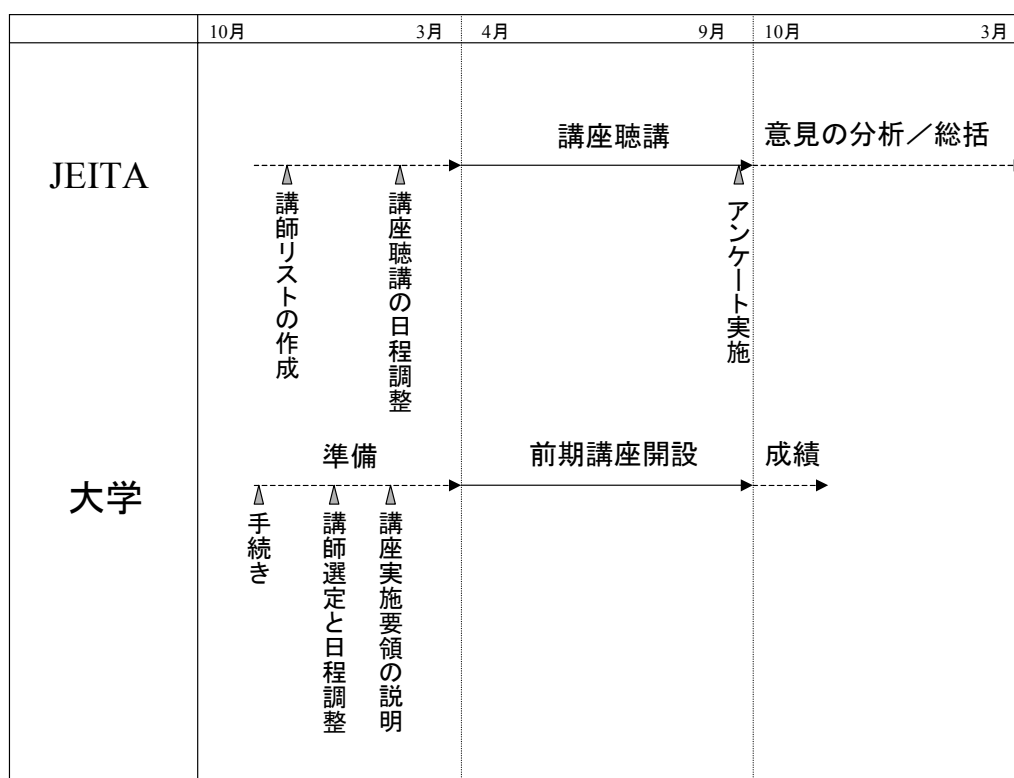 10月 3月 4月 9月 10月 3月
JEITA
講座聴講
意見の分析／総括
講師リストの作成
講座聴講の日程調整
アンケート実施
大学
準備
前期講座開設
成績
手続き
講師選定と日程調整
講座実施要領の説明